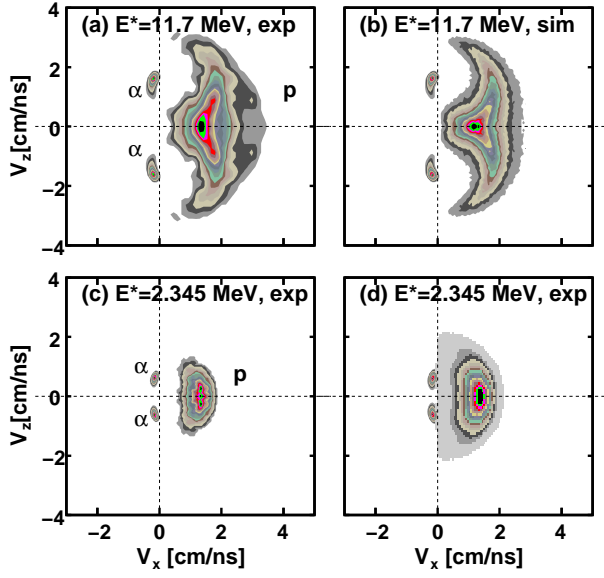 (a) E*=11.7 MeV, exp
(b) E*=11.7 MeV, sim
4
2
0
−2
−4
V_z[cm/ns]
α
α
p
(c) E*=2.345 MeV, exp
(d) E*=2.345 MeV, exp
4
2
0
−2
−4
V_z[cm/ns]
α
α
p
−2 0 2 4
−2 0 2 4
V_x [cm/ns]
V_x [cm/ns]